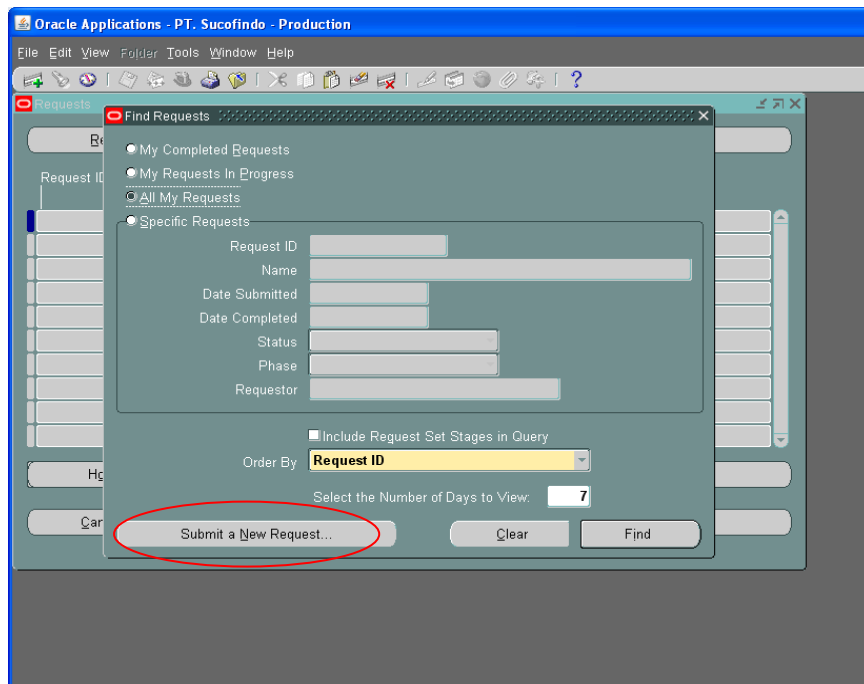 Oracle Applications - PT. Sucofindo - Production
File Edit View Folder Tools Window Help
Requests
Find Requests
My Completed Requests
My Requests In Progress
Request ID
All My Requests
Specific Requests
Request ID
Name
Date Submitted
Date Completed
Status
Phase
Requestor
Include Request Set Stages in Query
Order By Request ID
Select the Number of Days to View: 7
Submit a New Request... Clear Find